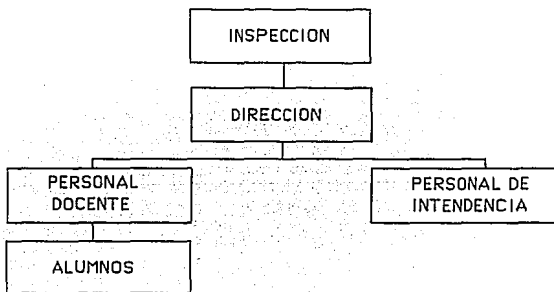 INSPECCION
DIRECCION
PERSONAL
DOCENTE
PERSONAL DE
INTENDENCIA
ALUMNOS